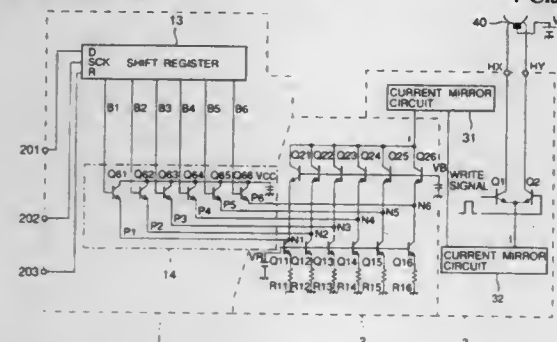 13
40
D
SCK SHIFT REGISTER
R
HX HY
B1 B2 B3 B4 B5 B6
CURRENT MIRROR
CIRCUIT
31
201
Q21 Q22 Q23 Q24 Q25 Q26
Q61 Q62 Q63 Q64 Q65 Q66 VCC
VB
WRITE
SIGNAL
Q1 Q2
P6
P5
P4
P3
P2
P1
N6
N5
N4
N3
N2
N1
202
203
14
Q11 Q12 Q13 Q14 Q15 Q16
R11 R12 R13 R14 R15 R16
CURRENT MIRROR
CIRCUIT
32